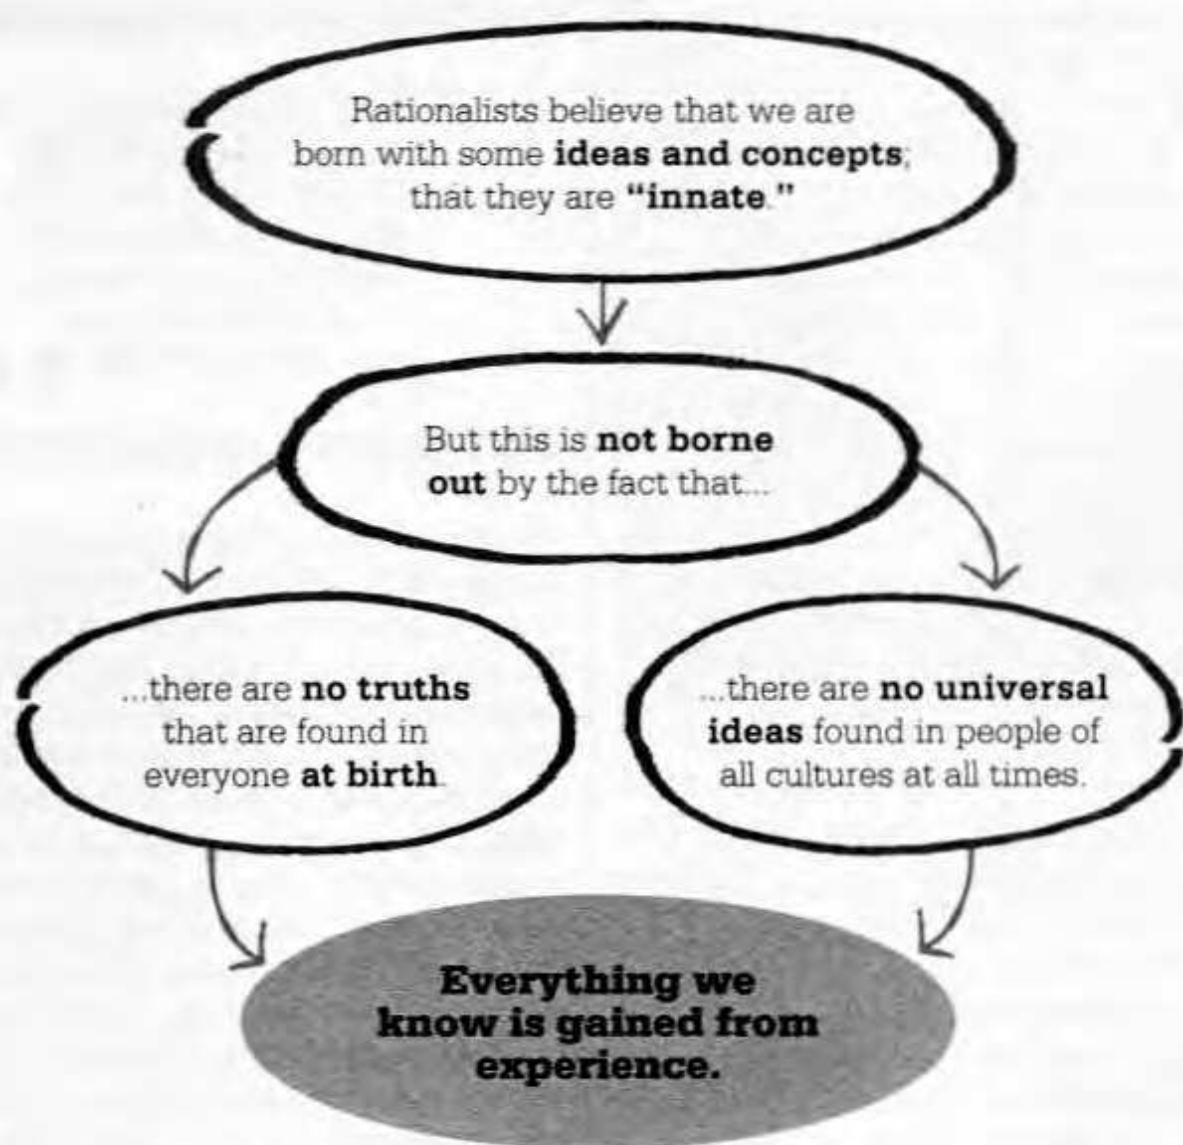 Rationalists believe that we are
born with some ideas and concepts;
that they are "innate."
But this is not borne
out by the fact that...
...there are no truths
that are found in
everyone at birth.
...there are no universal
ideas found in people of
all cultures at all times.
Everything we
know is gained from
experience.